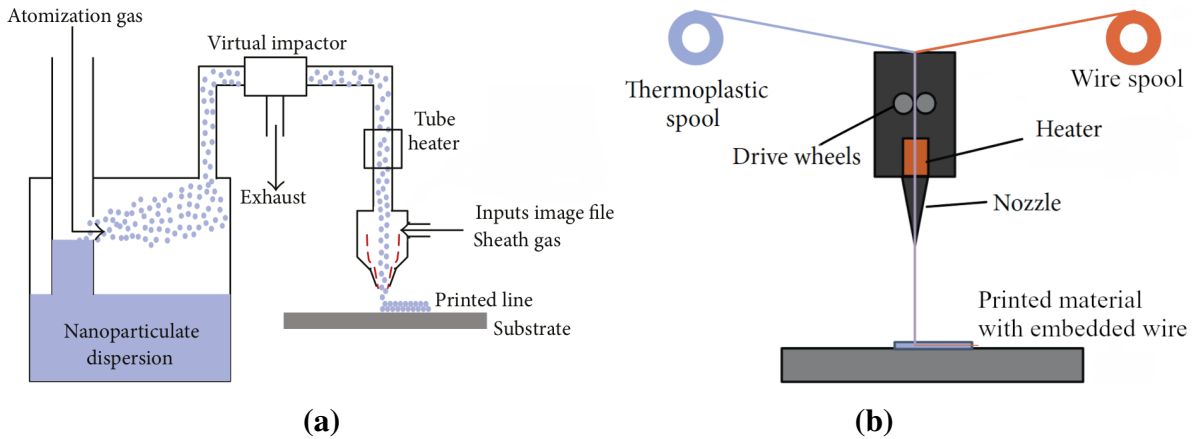 Atomization gas
Virtual impactor
Tube
heater
Exhaust
Inputs image file
Sheath gas
Printed line
Substrate
Nanoparticulate
dispersion
(a)
Thermoplastic
spool
Wire spool
Drive wheels
Heater
Nozzle
Printed material
with embedded wire
(b)